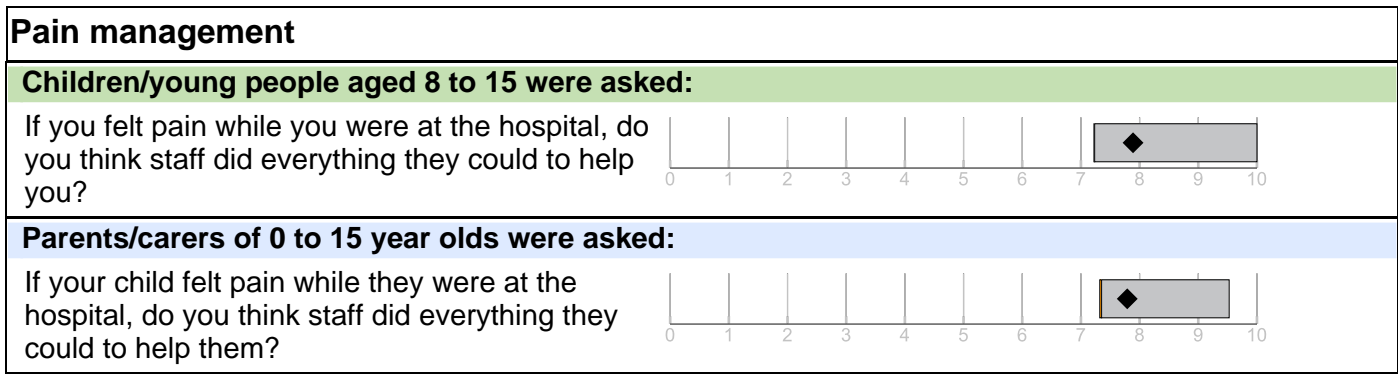 Pain management
Children/young people aged 8 to 15 were asked:
If you felt pain while you were at the hospital, do
you think staff did everything they could to help
you?
0 1 2 3 4 5 6 7 8 9 10
Parents/carers of 0 to 15 year olds were asked:
If your child felt pain while they were at the
hospital, do you think staff did everything they
could to help them?
0 1 2 3 4 5 6 7 8 9 10